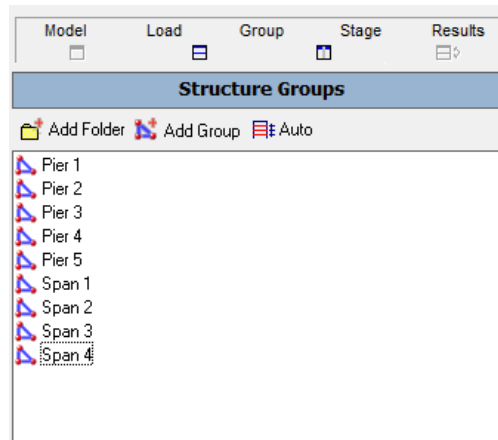 Model Load Group Stage Results
Structure Groups
Add Folder Add Group Auto
Pier 1
Pier 2
Pier 3
Pier 4
Pier 5
Span 1
Span 2
Span 3
Span 4